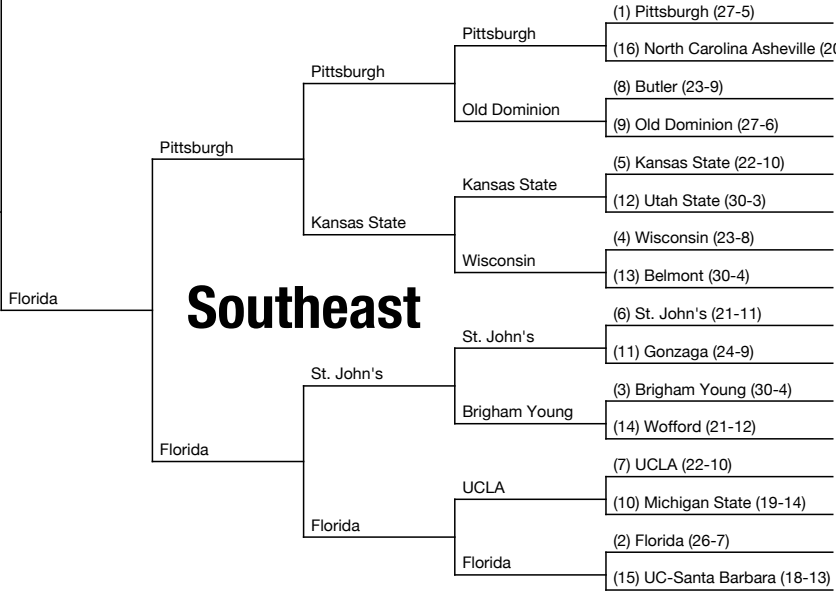 (1) Pittsburgh (27-5)
Pittsburgh
(16) North Carolina Asheville (20
Pittsburgh
(8) Butler (23-9)
Old Dominion
(9) Old Dominion (27-6)
Pittsburgh
(5) Kansas State (22-10)
Kansas State
(12) Utah State (30-3)
Kansas State
(4) Wisconsin (23-8)
Wisconsin
(13) Belmont (30-4)
Florida
Southeast
(6) St. John's (21-11)
St. John's
(11) Gonzaga (24-9)
St. John's
(3) Brigham Young (30-4)
Brigham Young
(14) Wofford (21-12)
Florida
(7) UCLA (22-10)
UCLA
(10) Michigan State (19-14)
Florida
(2) Florida (26-7)
Florida
(15) UC-Santa Barbara (18-13)